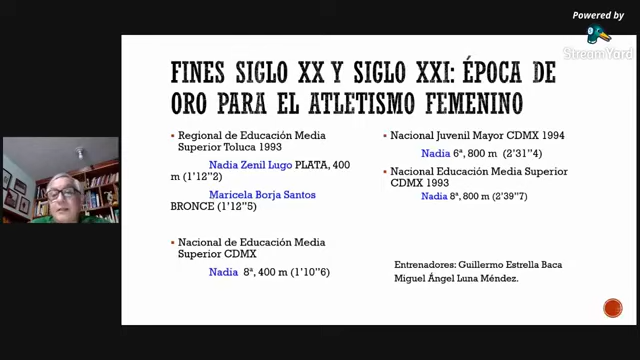 Powered by
StreamYard
FINES SIGLO XX Y SIGLO XXI: ÉPOCA DE
ORO PARA EL ATLETISMO FEMENINO
Regional de Educación Media
Superior Toluca 1993
Nadia Zenil Lugo PLATA, 400
m (1'12"2)
Maricela Borja Santos
BRONCE (1'12"5)
Nacional de Educación Media
Superior CDMX
Nadia 8ª, 400 m (1'10"6)
Nacional Juvenil Mayor CDMX 1994
Nadia 6ª, 800 m (2'31"4)
Nacional Educación Media Superior
CDMX 1993
Nadia 8ª, 800 m (2'39"7)
Entrenadores: Guillermo Estrella Baca
Miguel Ángel Luna Méndez.